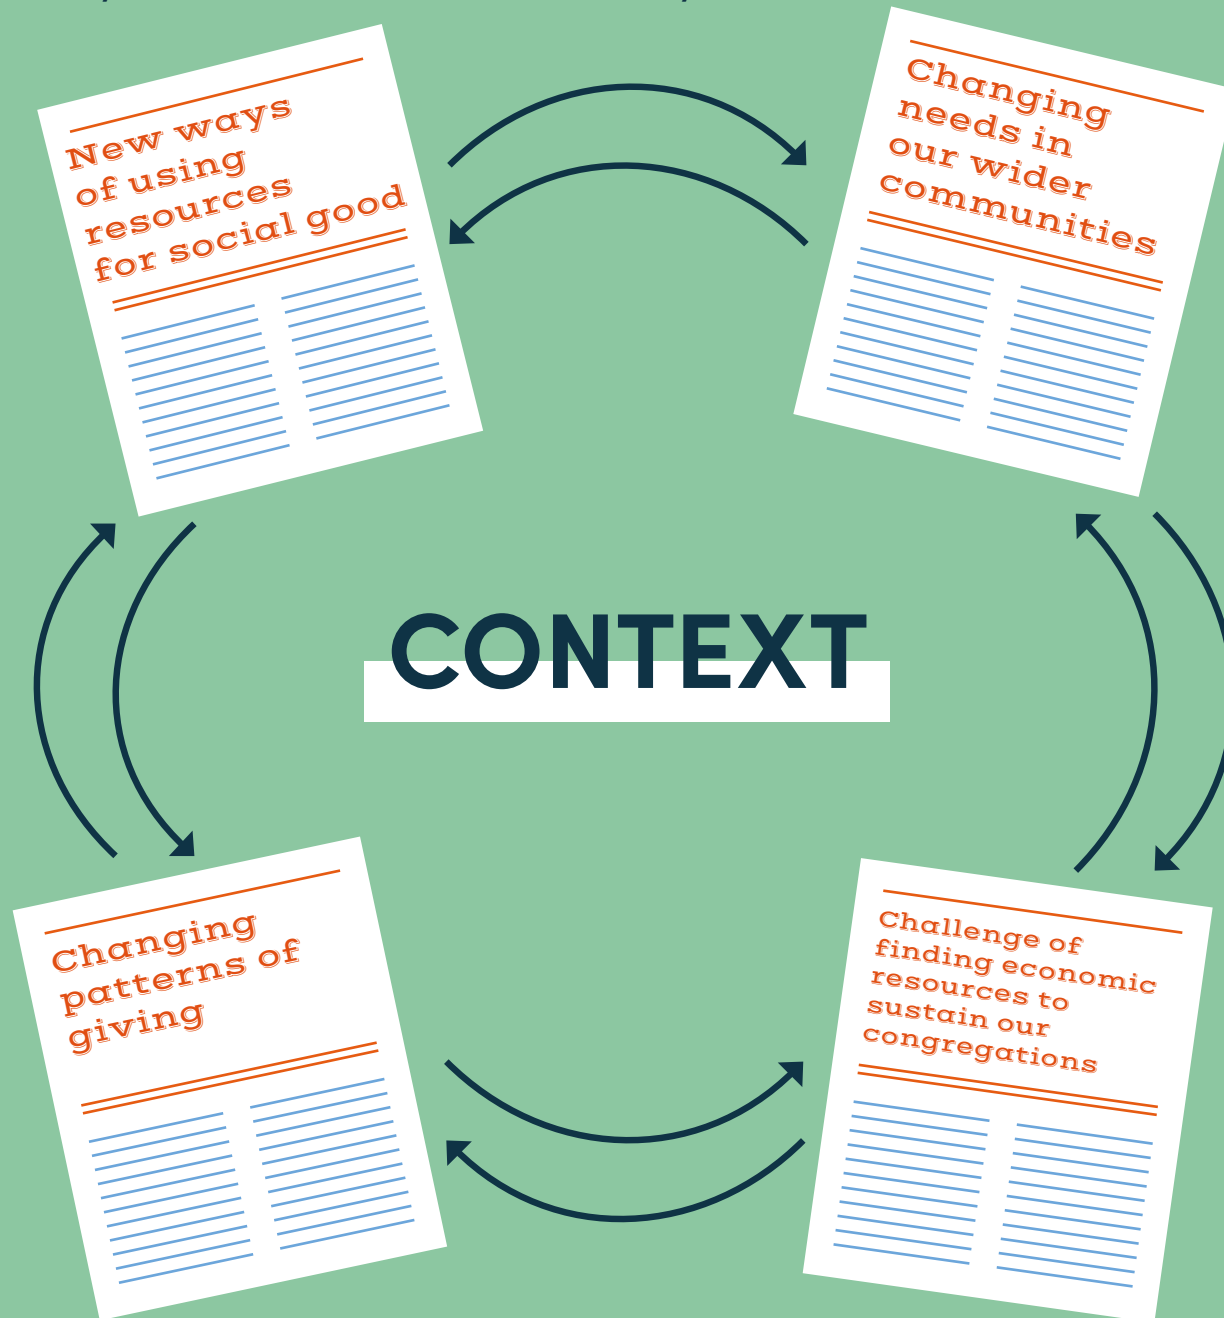 New ways
of using
resources
for social good
Changing
needs in
our wider
communities
CONTEXT
Changing
patterns of
giving
Challenge of
finding economic
resources to
sustain our
congregations